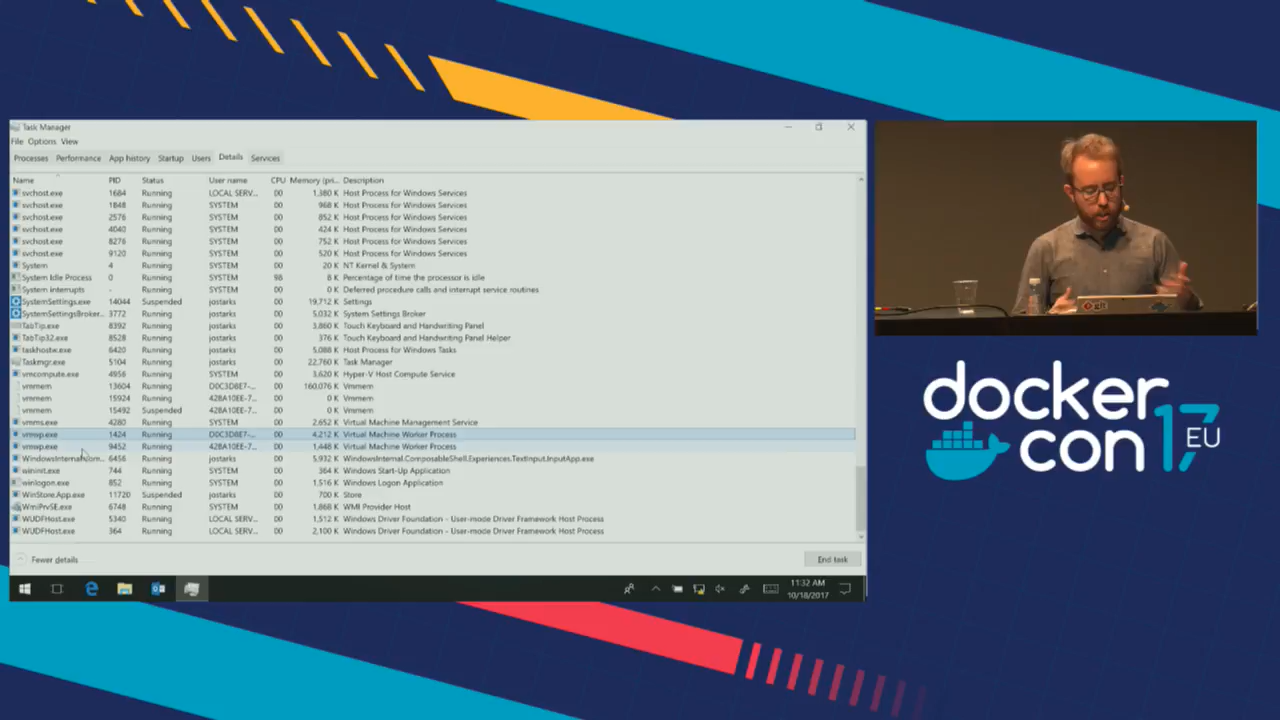 Task Manager
File Options View
Processes Performance App history Startup Users Details Services
Name PID Status User name CPU Memory (pri... Description
svchost.exe 1684 Running LOCAL SERV... 00 1,380 K Host Process for Windows Services
svchost.exe 1848 Running SYSTEM 00 968 K Host Process for Windows Services
svchost.exe 2576 Running SYSTEM 00 852 K Host Process for Windows Services
svchost.exe 4040 Running SYSTEM 00 424 K Host Process for Windows Services
svchost.exe 8276 Running SYSTEM 00 752 K Host Process for Windows Services
svchost.exe 9120 Running SYSTEM 00 520 K Host Process for Windows Services
System 4 Running SYSTEM 00 20 K NT Kernel & System
System Idle Process 0 Running SYSTEM 98 8 K Percentage of time the processor is idle
System interrupts - Running SYSTEM 00 0 K Deferred procedure calls and interrupt service routines
SystemSettings.exe 14044 Suspended jostarks 00 19,712 K Settings
SystemSettingsBroker... 3772 Running jostarks 00 5,032 K System Settings Broker
TabTip.exe 8392 Running jostarks 00 3,860 K Touch Keyboard and Handwriting Panel
TabTip32.exe 8528 Running jostarks 00 376 K Touch Keyboard and Handwriting Panel Helper
taskhostw.exe 6420 Running jostarks 00 5,088 K Host Process for Windows Tasks
Taskmgr.exe 5104 Running jostarks 00 22,760 K Task Manager
vmcompute.exe 4956 Running SYSTEM 00 3,620 K Hyper-V Host Compute Service
vmmem 13604 Running D0C3D8E7-... 00 160,076 K Vmmem
vmmem 15924 Running 428A10EE-7... 00 0 K Vmmem
vmmem 15492 Suspended 428A10EE-7... 00 0 K Vmmem
vmms.exe 4280 Running SYSTEM 00 2,652 K Virtual Machine Management Service
vmwp.exe 1424 Running D0C3D8E7-... 00 4,212 K Virtual Machine Worker Process
vmwp.exe 9452 Running 428A10EE-7... 00 1,448 K Virtual Machine Worker Process
WindowsInternal.Com... 6456 Running jostarks 00 5,932 K WindowsInternal.ComposableShell.Experiences.TextInput.InputApp.exe
wininit.exe 744 Running SYSTEM 00 364 K Windows Start-Up Application
winlogon.exe 852 Running SYSTEM 00 1,516 K Windows Logon Application
WinStore.App.exe 11720 Suspended jostarks 00 700 K Store
WmiPrvSE.exe 6748 Running SYSTEM 00 1,868 K WMI Provider Host
WUDFHost.exe 5340 Running LOCAL SERV... 00 1,512 K Windows Driver Foundation - User-mode Driver Framework Host Process
WUDFHost.exe 364 Running LOCAL SERV... 00 2,100 K Windows Driver Foundation - User-mode Driver Framework Host Process
Fewer details End task
11:32 AM
10/18/2017
git
docker
con 17 EU